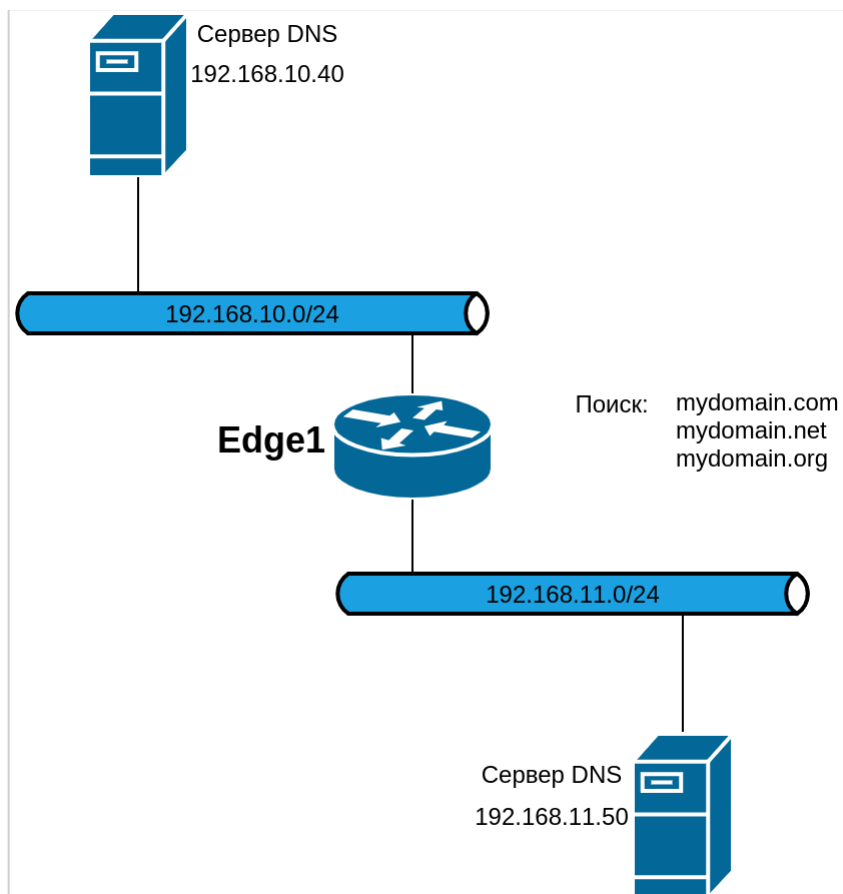 Сервер DNS
192.168.10.40
192.168.10.0/24
Edge1
Поиск: mydomain.com
mydomain.net
mydomain.org
192.168.11.0/24
Сервер DNS
192.168.11.50